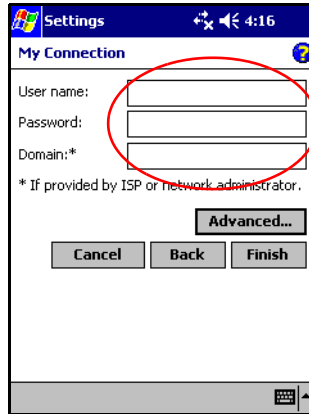 Settings 4:16
My Connection ?
User name:
Password:
Domain:*
* If provided by ISP or network administrator.
Advanced...
Cancel Back Finish